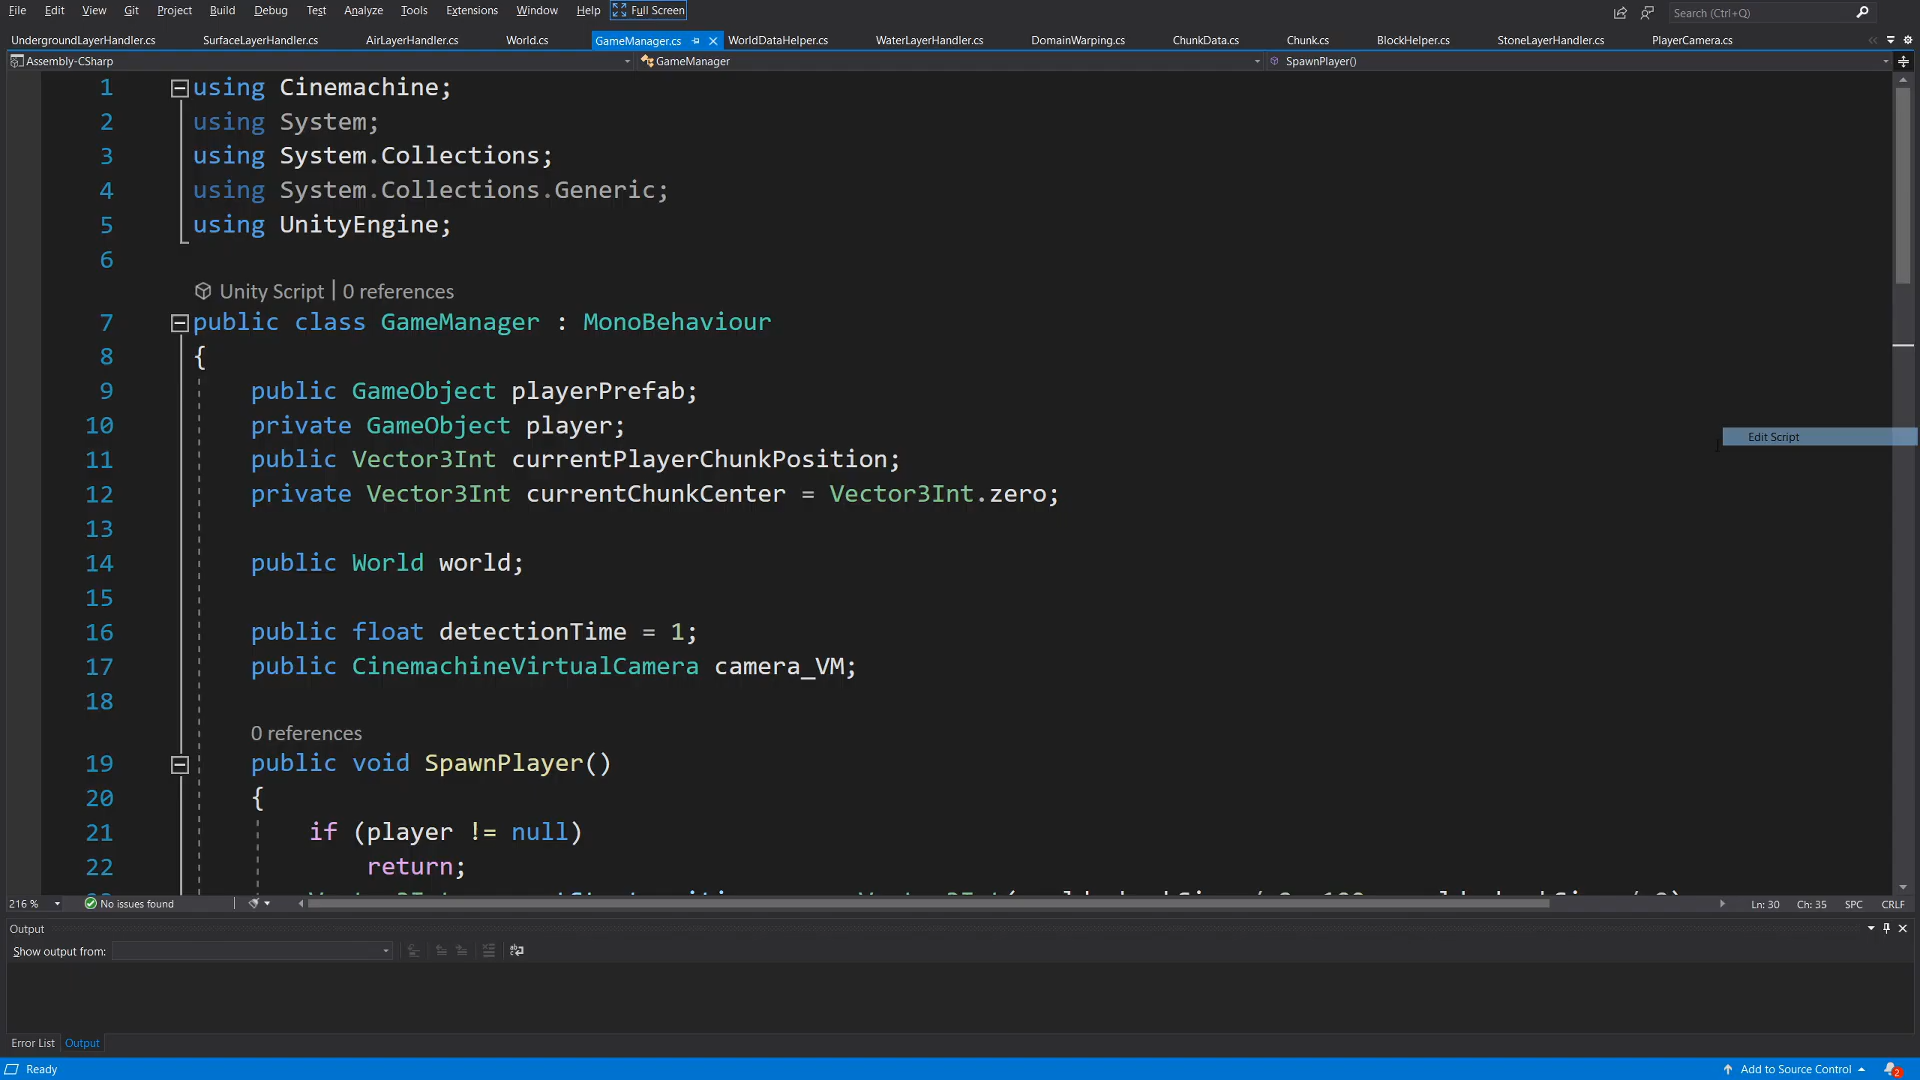 File Edit View Git Project Build Debug Test Analyze Tools Extensions Window Help Full Screen Search (Ctrl+Q)
UndergroundLayerHandler.cs SurfaceLayerHandler.cs AirLayerHandler.cs World.cs GameManager.cs WorldDataHelper.cs WaterLayerHandler.cs DomainWarping.cs ChunkData.cs Chunk.cs BlockHelper.cs StoneLayerHandler.cs PlayerCamera.cs
Assembly-CSharp GameManager SpawnPlayer()
1 using Cinemachine;
2 using System;
3 using System.Collections;
4 using System.Collections.Generic;
5 using UnityEngine;
6
Unity Script | 0 references
7 public class GameManager : MonoBehaviour
8 {
9 public GameObject playerPrefab;
10 private GameObject player;
11 public Vector3Int currentPlayerChunkPosition;
Edit Script
12 private Vector3Int currentChunkCenter = Vector3Int.zero;
13
14 public World world;
15
16 public float detectionTime = 1;
17 public CinemachineVirtualCamera camera_VM;
18
0 references
19 public void SpawnPlayer()
20 {
21 if (player != null)
22 return;
216 % No issues found Ln: 30 Ch: 35 SPC CRLF
Output
Show output from:
Error List Output
Ready Add to Source Control 2